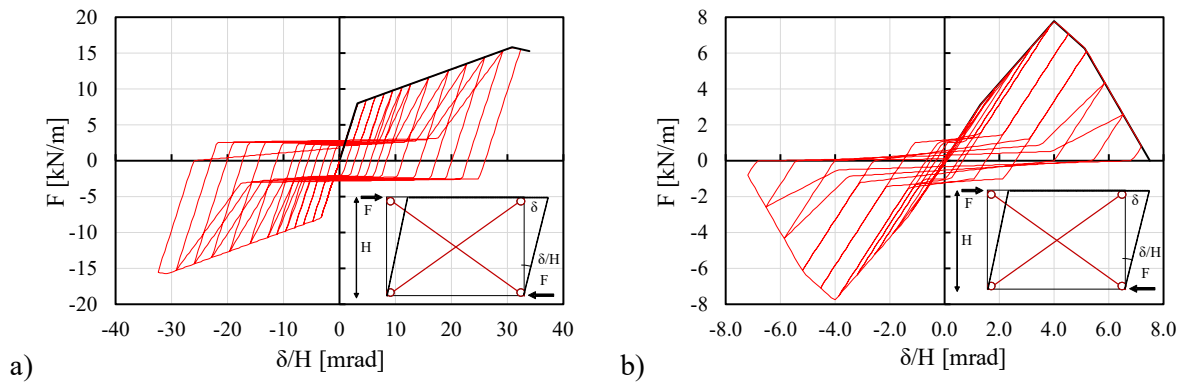 20
15
10
5
0
-5
-10
-15
-20
F [kN/m]
-40 -30 -20 -10 0 10 20 30 40
δ/H [mrad]
F
H
δ
δ/H
F
a)
8
6
4
2
0
-2
-4
-6
-8
F [kN/m]
-8.0 -6.0 -4.0 -2.0 0.0 2.0 4.0 6.0 8.0
δ/H [mrad]
F
H
δ
δ/H
F
b)